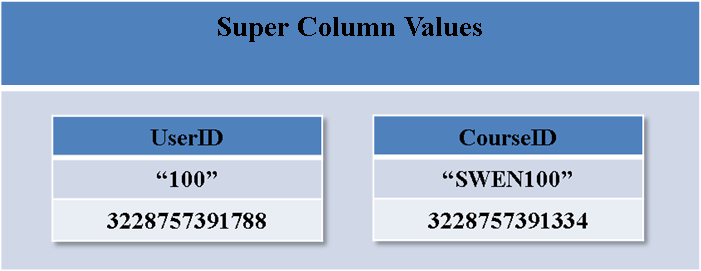 Super Column Values
UserID
CourseID
“100”
“SWEN100”
3228757391788
3228757391334